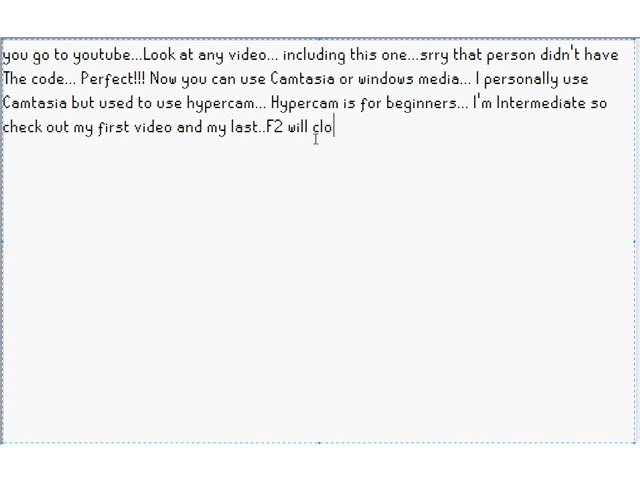 you go to youtube...Look at any video... including this one...srry that person didn't have
The code... Perfect!!! Now you can use Camtasia or windows media... I personally use
Camtasia but used to use hypercam... Hypercam is for beginners... I'm Intermediate so
check out my first video and my last..F2 will clo